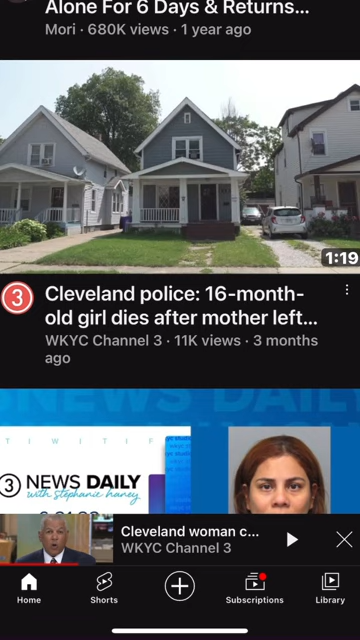 Alone For 6 Days & Returns...
Mori · 680K views · 1 year ago
1:19
3
Cleveland police: 16-month-
old girl dies after mother left...
WKYC Channel 3 · 11K views · 3 months
ago
NEWS DAILY
3 NEWS DAILY
with Stephanie Haney
Cleveland woman c...
WKYC Channel 3
Home
Shorts
Subscriptions
Library